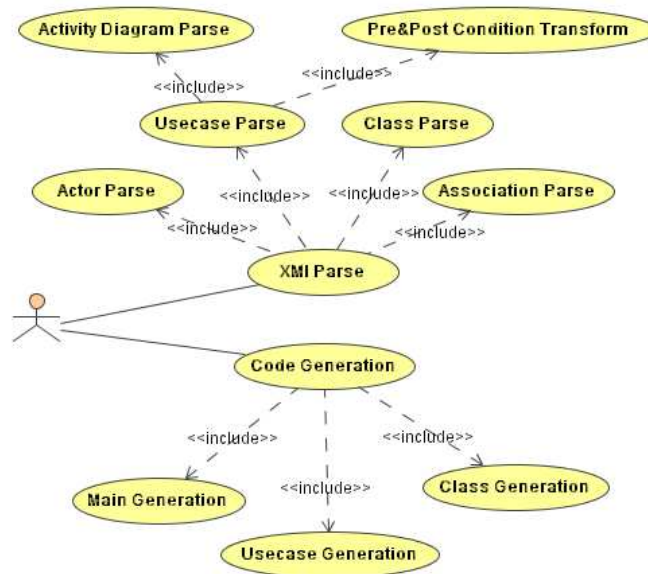 Activity Diagram Parse
Pre&Post Condition Transform
<<include>>
<<include>>
Usecase Parse
Class Parse
Actor Parse
<<include>>
<<include>>
Association Parse
<<include>>
<<include>>
XMI Parse
Code Generation
<<include>>
<<include>>
<<include>>
Main Generation
Class Generation
Usecase Generation